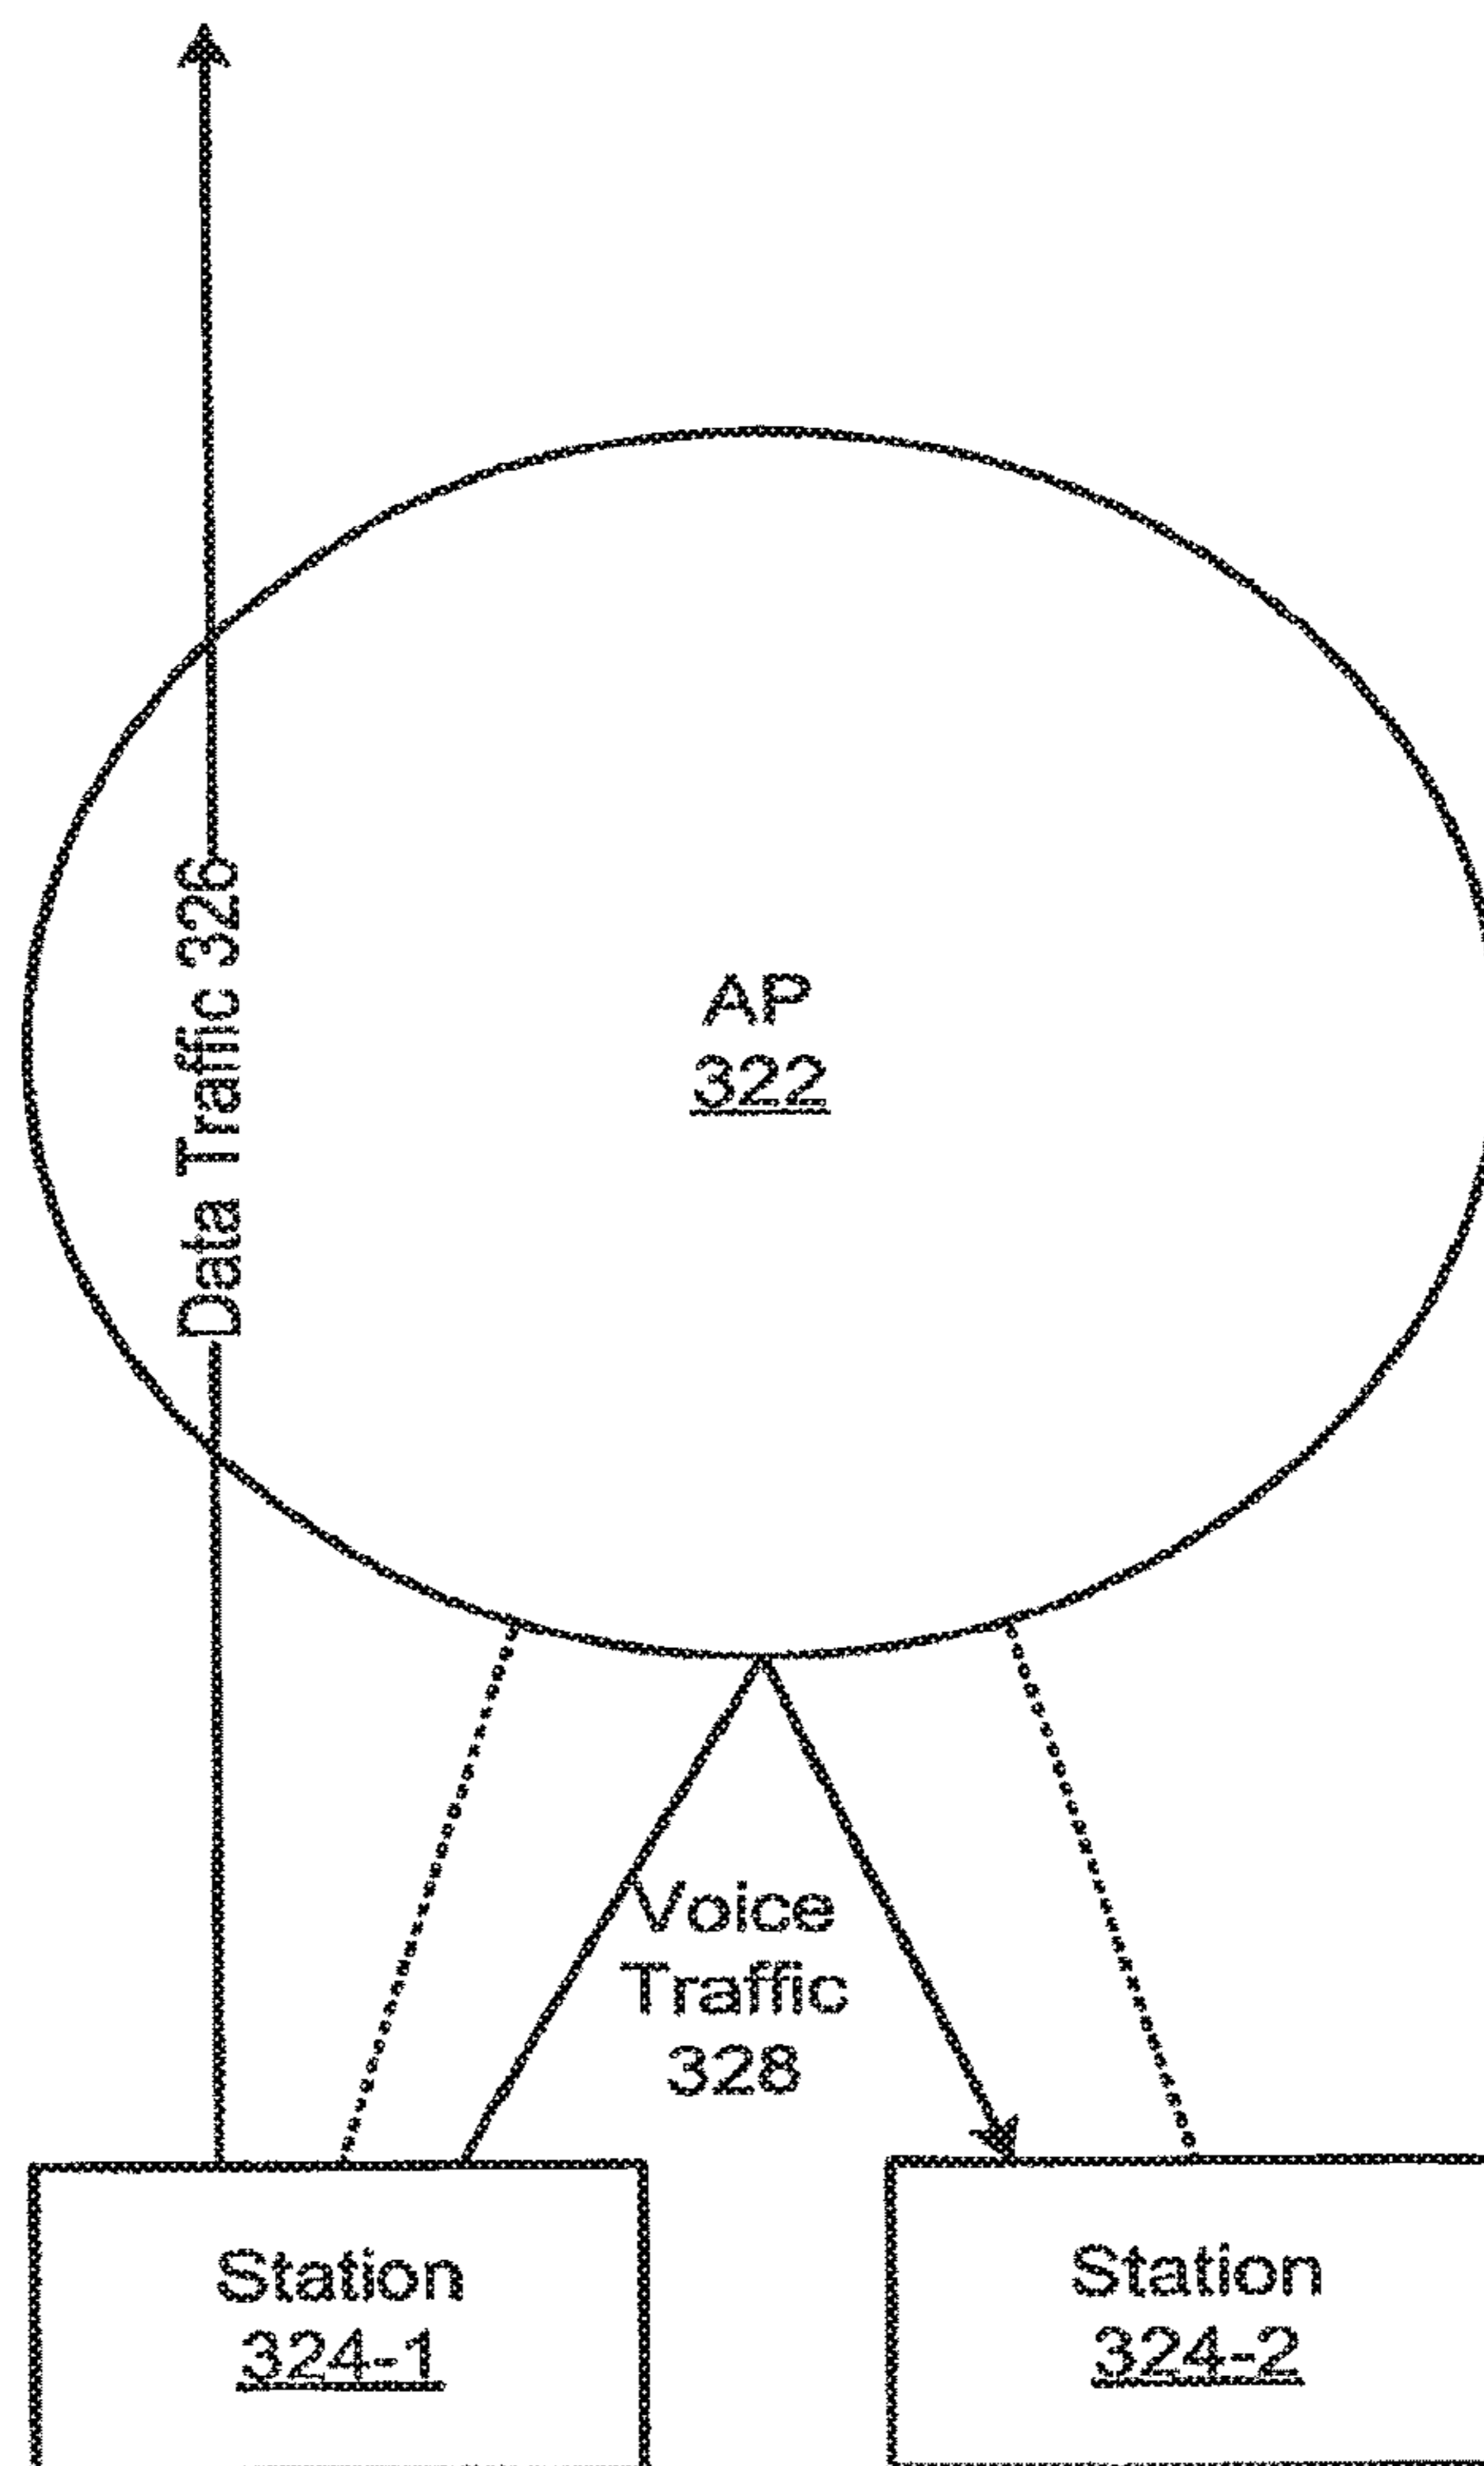 Data Traffic 326
AP
322
Voice
Traffic
328
Station
324-1
Station
324-2